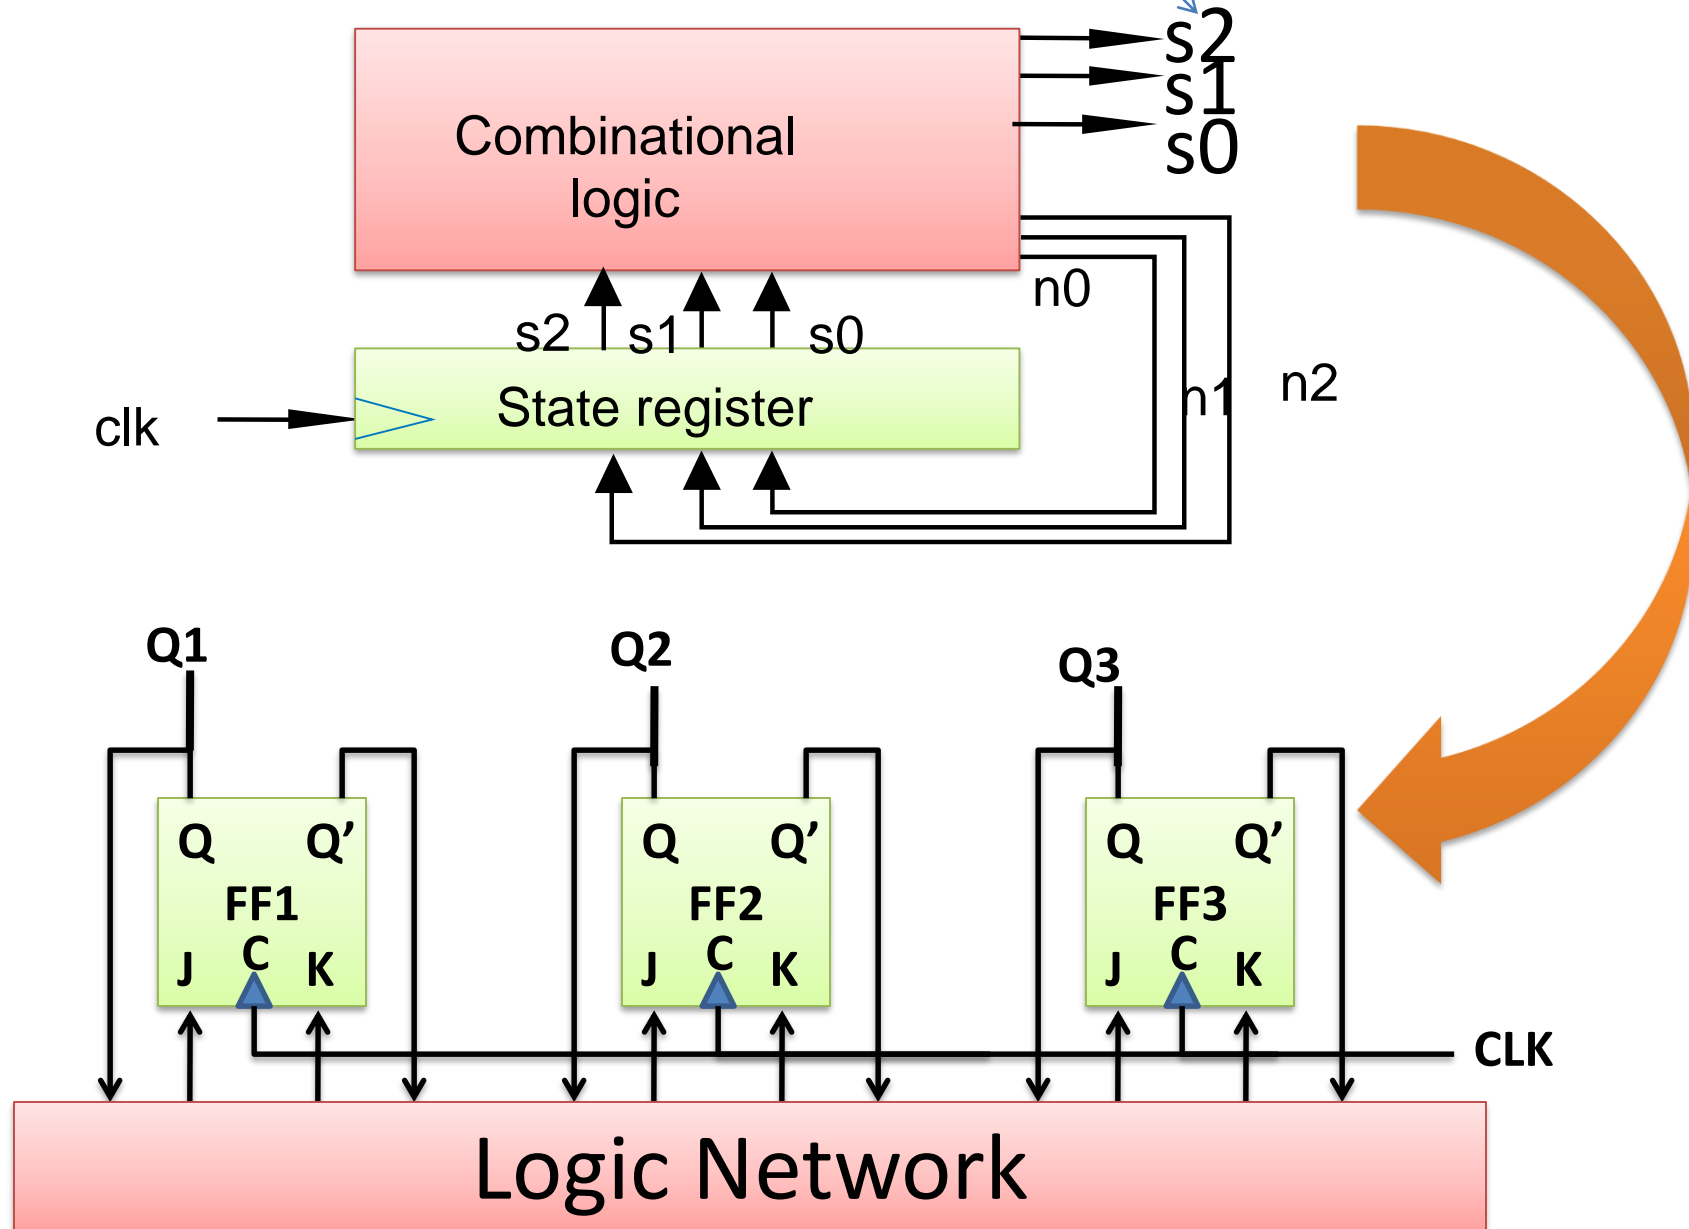 s2
s1
s0
Combinational
logic
n0
s2 s1 s0
n1 n2
State register
clk
Q1 Q2 Q3
Q Q’ Q Q’ Q Q’
FF1 FF2 FF3
J C K J C K J C K
CLK
Logic Network